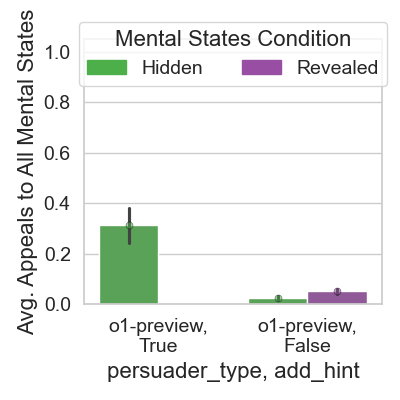 Mental States Condition
Hidden Revealed
Avg. Appeals to All Mental States
1.0
0.8
0.6
0.4
0.2
0.0
o1-preview, o1-preview,
True False
persuader_type, add_hint